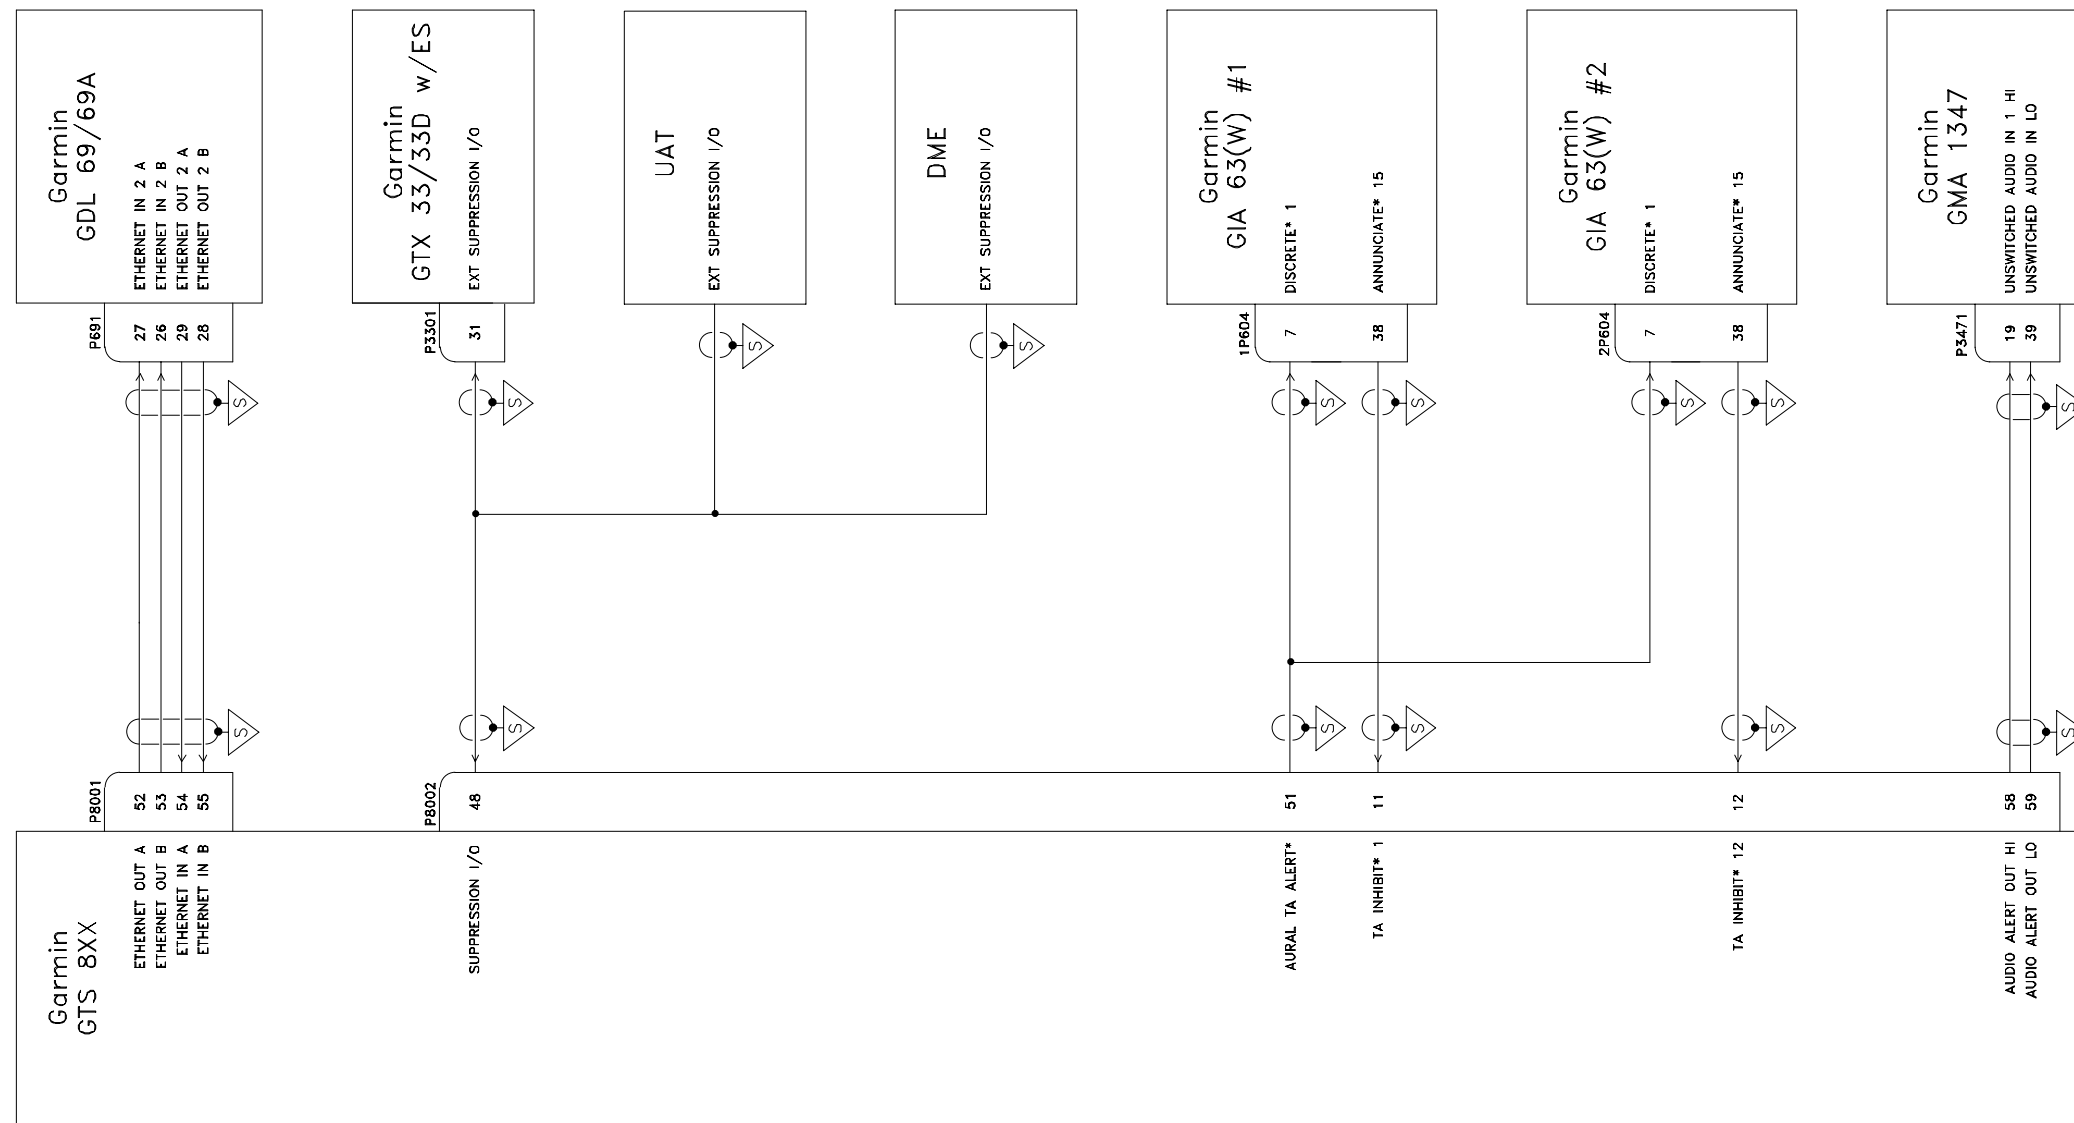 Garmin
GDL 69/69A
ETHERNET IN 2 A
ETHERNET IN 2 B
ETHERNET OUT 2 A
ETHERNET OUT 2 B
P691
27
26
29
28
S
S
P8001
52
53
54
55
ETHERNET OUT A
ETHERNET OUT B
ETHERNET IN A
ETHERNET IN B
Garmin
GTS 8XX
Garmin
GTX 33/33D w/ES
EXT SUPPRESSION I/O
P3301
31
S
S
P8002
48
SUPPRESSION I/O
UAT
EXT SUPPRESSION I/O
S
DME
EXT SUPPRESSION I/O
S
Garmin
GIA 63(W) #1
DISCRETE* 1
ANNUNCIATE* 15
1P604
7
38
S
S
S
S
51
11
AURAL TA ALERT*
TA INHIBIT* 1
Garmin
GIA 63(W) #2
DISCRETE* 1
ANNUNCIATE* 15
2P604
7
38
S
S
S
12
TA INHIBIT* 12
Garmin
GMA 1347
UNSWITCHED AUDIO IN 1 HI
UNSWITCHED AUDIO IN LO
P3471
19
39
S
S
58
59
AUDIO ALERT OUT HI
AUDIO ALERT OUT LO